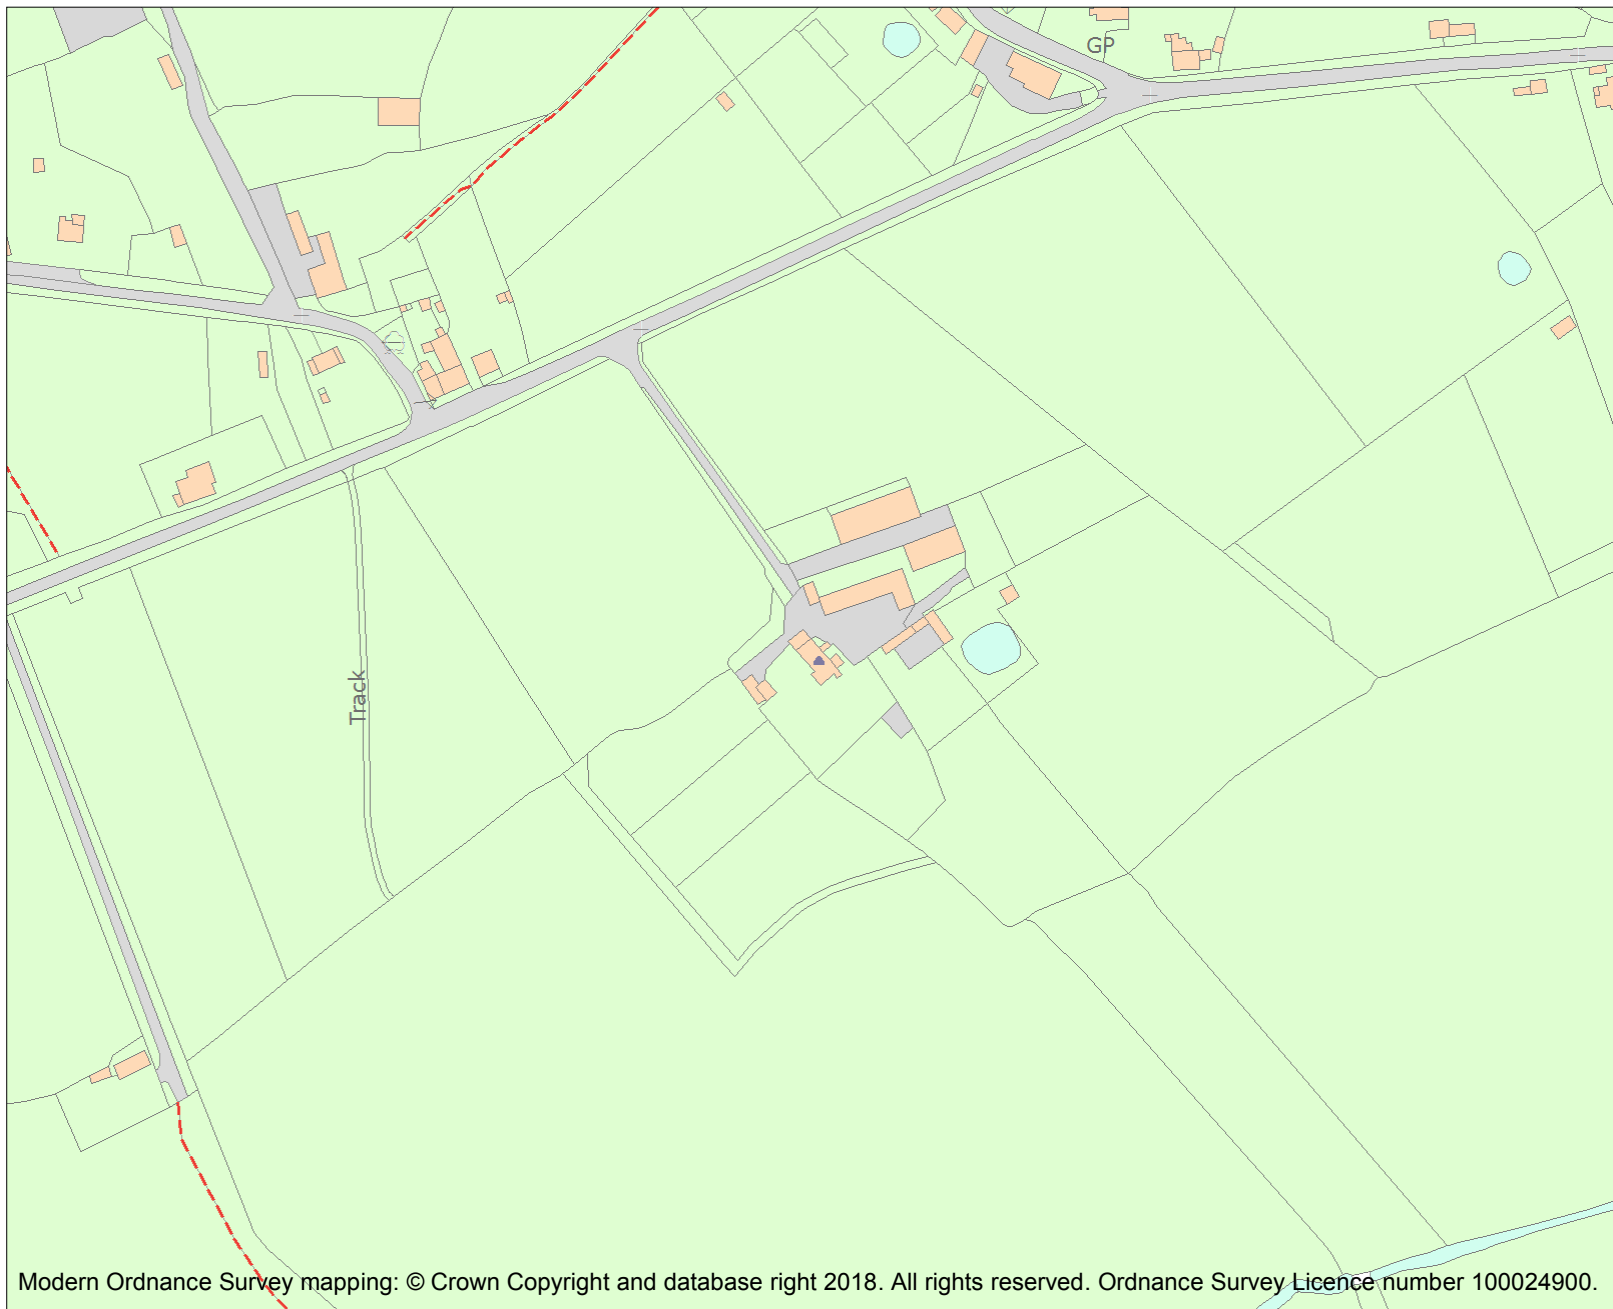 GP
Track
Modern Ordnance Survey mapping: © Crown Copyright and database right 2018. All rights reserved. Ordnance Survey Licence number 100024900.